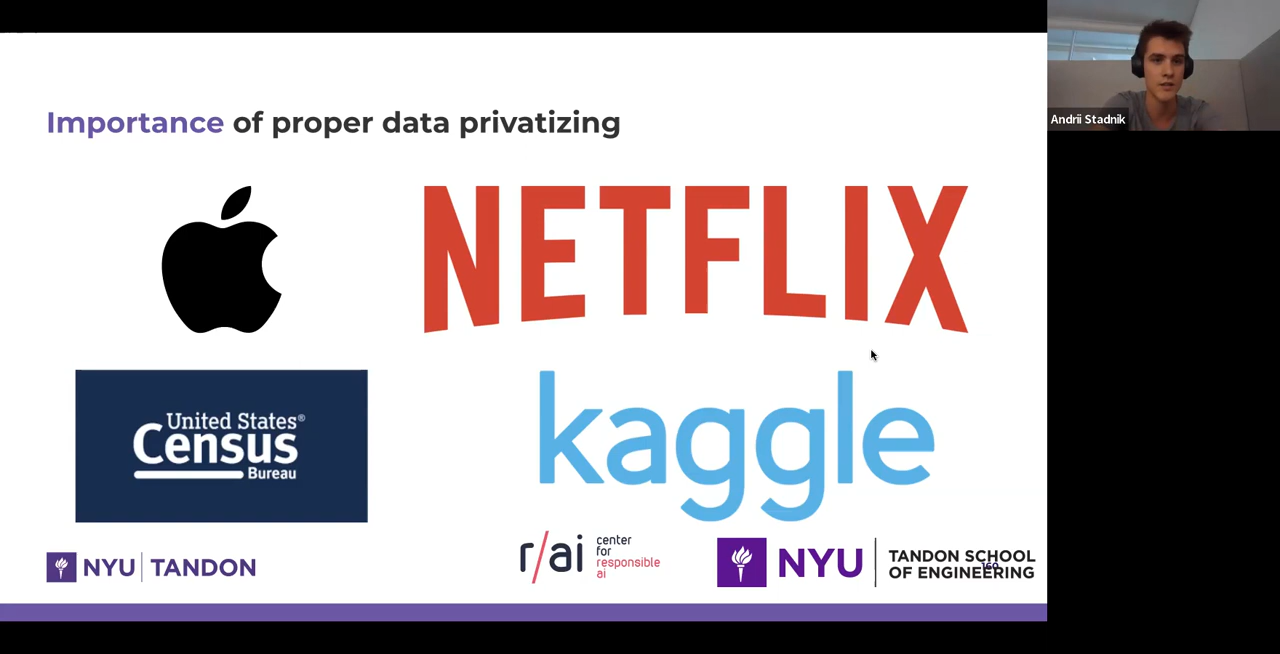 Andrii Stadnik
Importance of proper data privatizing
NETFLIX
United States®
Census
Bureau
kaggle
NYU TANDON
r/ai
center
for
responsible
ai
NYU
TANDON SCHOOL
OF ENGINEERING
160